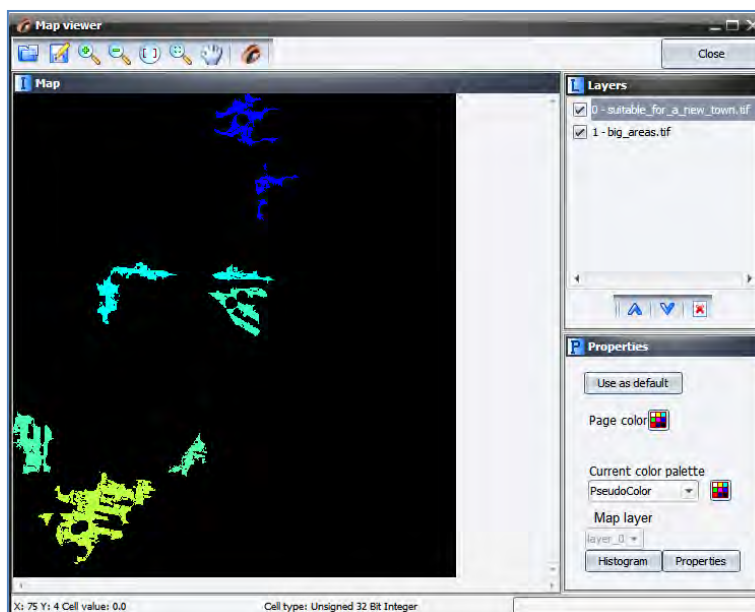 Map viewer
Close
Map
Layers
0 - suitable_for_a_new_town.tif
1 - big_areas.tif
Properties
Use as default
Page color
Current color palette
PseudoColor
Map layer
layer_0
Histogram
Properties
X: 75 Y: 4 Cell value: 0.0
Cell type: Unsigned 32 Bit Integer